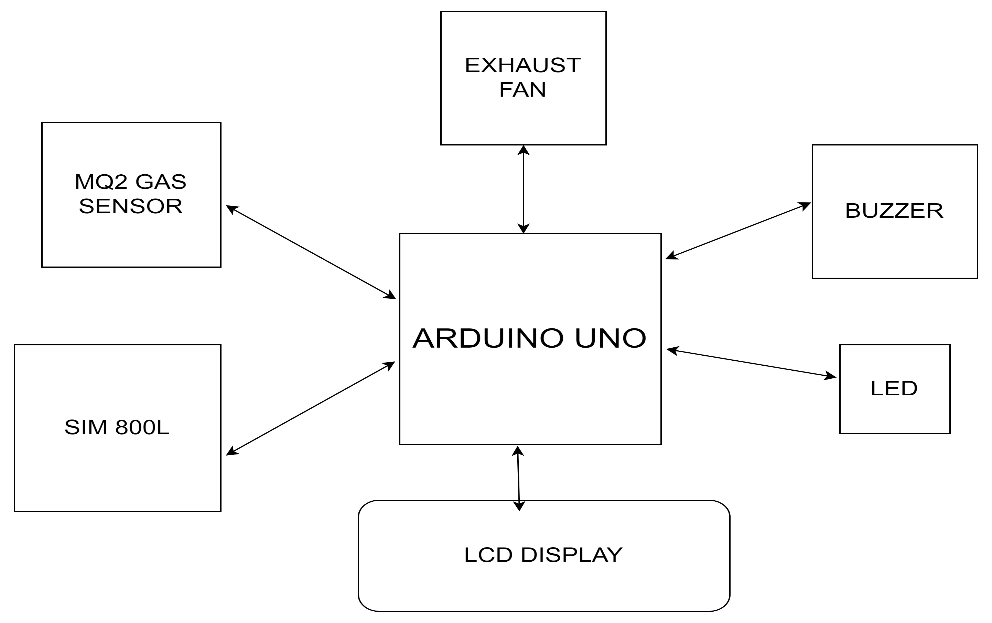 EXHAUST
FAN
MQ2 GAS
SENSOR
BUZZER
ARDUINO UNO
LED
SIM 800L
LCD DISPLAY